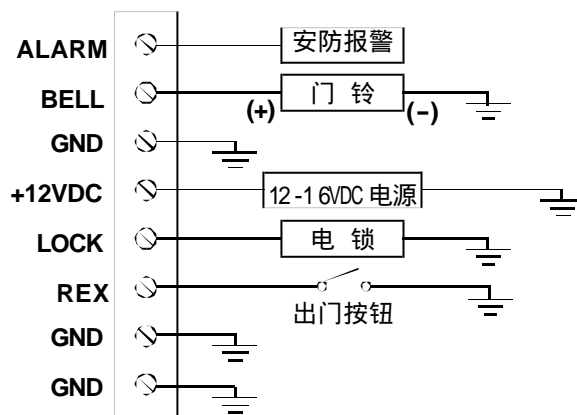 ALARM 安防报警
BELL (+) 门 铃 (−)
GND
+12VDC 12-16VDC 电源
LOCK 电 锁
REX
出门按钮
GND
GND